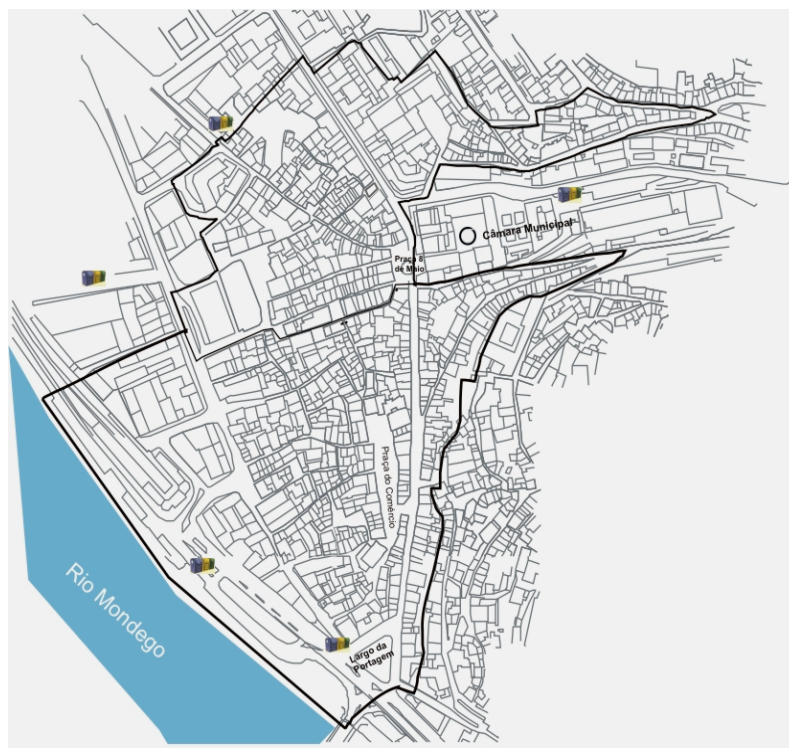 Câmara Municipal
Praça 8
de Maio
Praça do Comércio
Rio Mondego
Largo da
Portagem